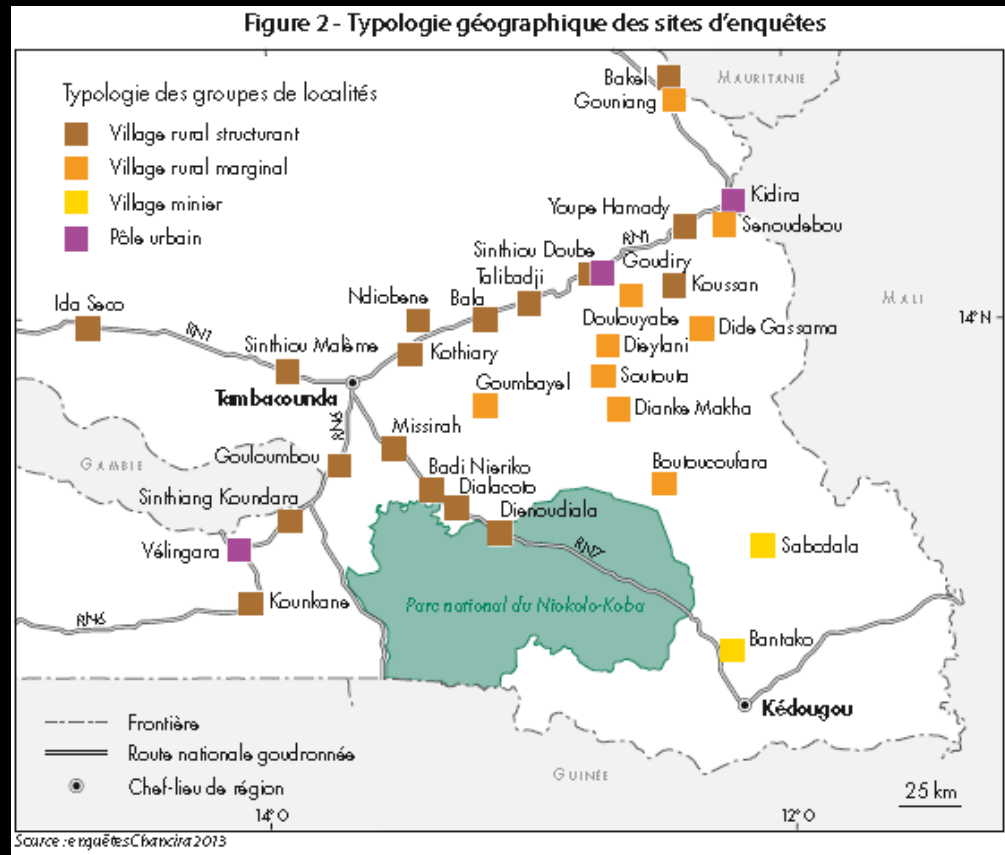 Figure 2 - Typologie géographique des sites d'enquêtes
Typologie des groupes de localités
Village rural structurant
Village rural marginal
Village minier
Pôle urbain
Bakel
Gouniang
MAURITANIE
Kidira
Youpe Hamady
Senoudebou
RN1
Sinthiou Doube
Goudiry
Talibadji
Koussan
Ndiobene
Bala
MALI
Ida Seco
14°N
RN1
Doulouyabe
Dide Gassama
Sinthiou Malème
Kothiary
Dieylani
Goumbayel
Soutouta
Tambacounda
Dianke Makha
RN6
Missirah
Gouloumbou
Badi Nieriko
Boutoucoufara
GAMBIE
Dialacoto
Sinthiang Koundara
Dienoudiala
Vélingara
RN7
Sabodala
Kounkane
Parc national du Niokolo-Koba
RN6
Bantako
Kédougou
Frontière
Route nationale goudronnée
Chef-lieu de région
GUINÉE
25 km
14°O
12°O
Source : enquêtes Chancira 2013